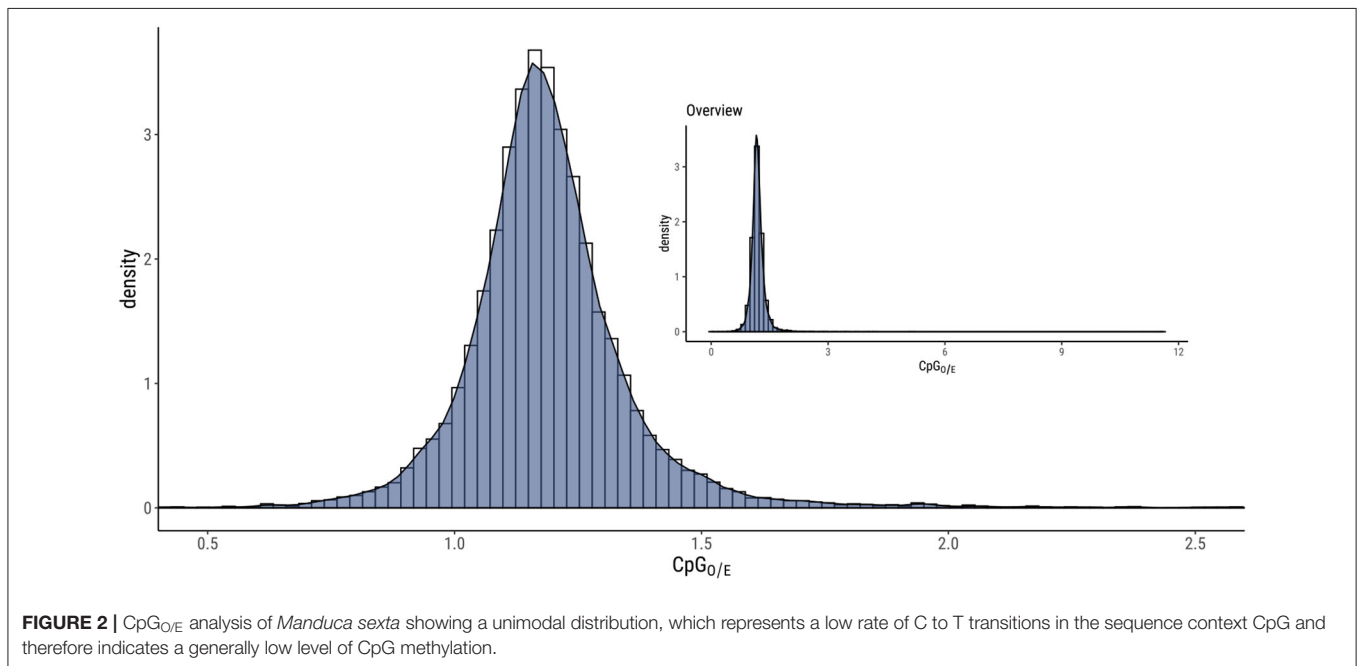 Overview
3
2
1
0
density
0
3
6
9
12
CpGO/E
3
2
1
0
density
0.5
1.0
1.5
2.0
2.5
CpGO/E
FIGURE 2 | CpGO/E analysis of Manduca sexta showing a unimodal distribution, which represents a low rate of C to T transitions in the sequence context CpG and
therefore indicates a generally low level of CpG methylation.